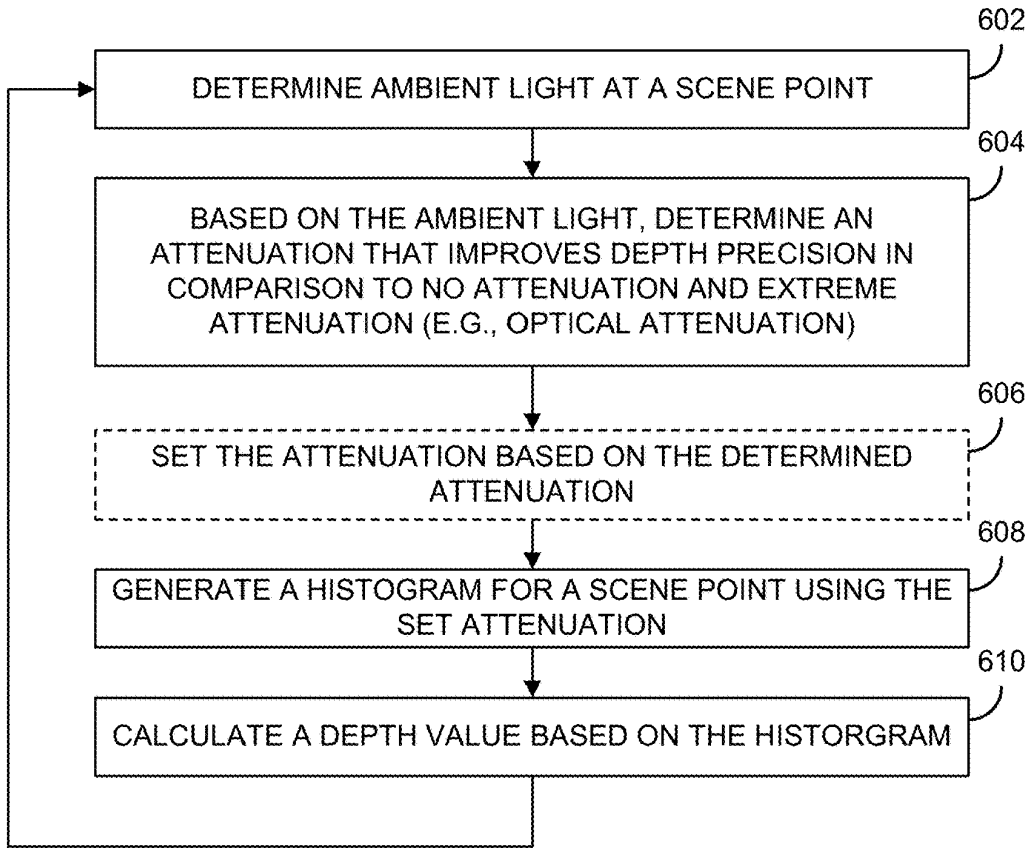 602
DETERMINE AMBIENT LIGHT AT A SCENE POINT
604
BASED ON THE AMBIENT LIGHT, DETERMINE AN
ATTENUATION THAT IMPROVES DEPTH PRECISION IN
COMPARISON TO NO ATTENUATION AND EXTREME
ATTENUATION (E.G., OPTICAL ATTENUATION)
606
SET THE ATTENUATION BASED ON THE DETERMINED
ATTENUATION
608
GENERATE A HISTOGRAM FOR A SCENE POINT USING THE
SET ATTENUATION
610
CALCULATE A DEPTH VALUE BASED ON THE HISTORGRAM